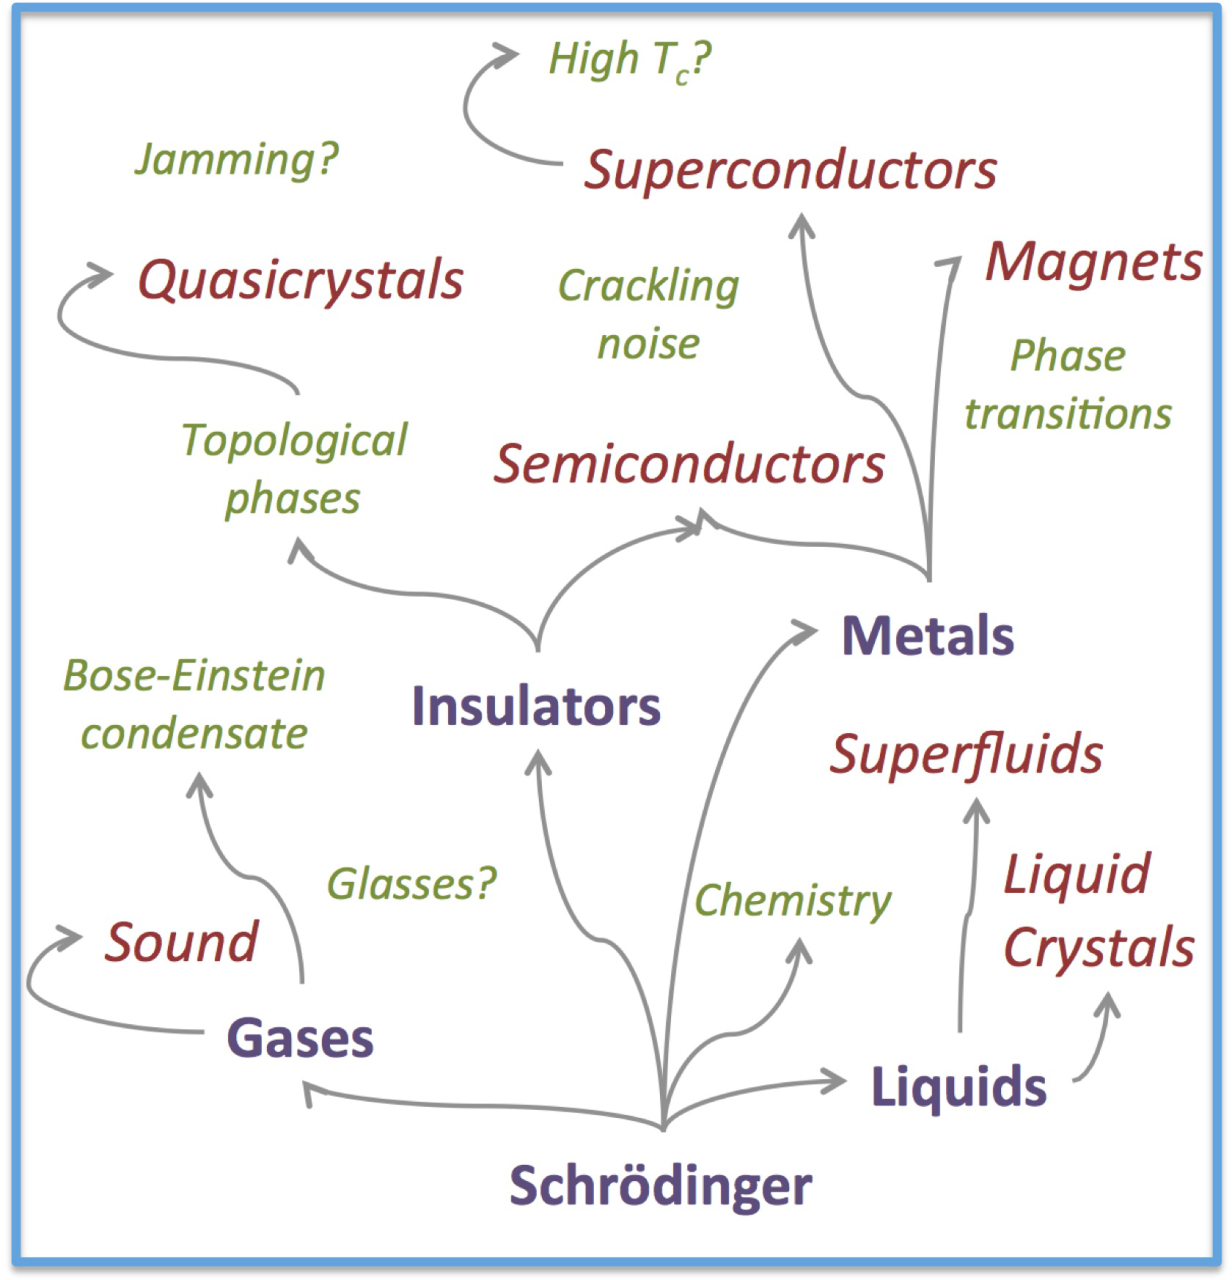 High Tc?
Jamming?
Superconductors
Magnets
Quasicrystals
Crackling
noise
Phase
transitions
Topological
phases
Semiconductors
Metals
Bose-Einstein
condensate
Insulators
Superfluids
Glasses?
Chemistry
Liquid
Crystals
Sound
Gases
Liquids
Schrödinger